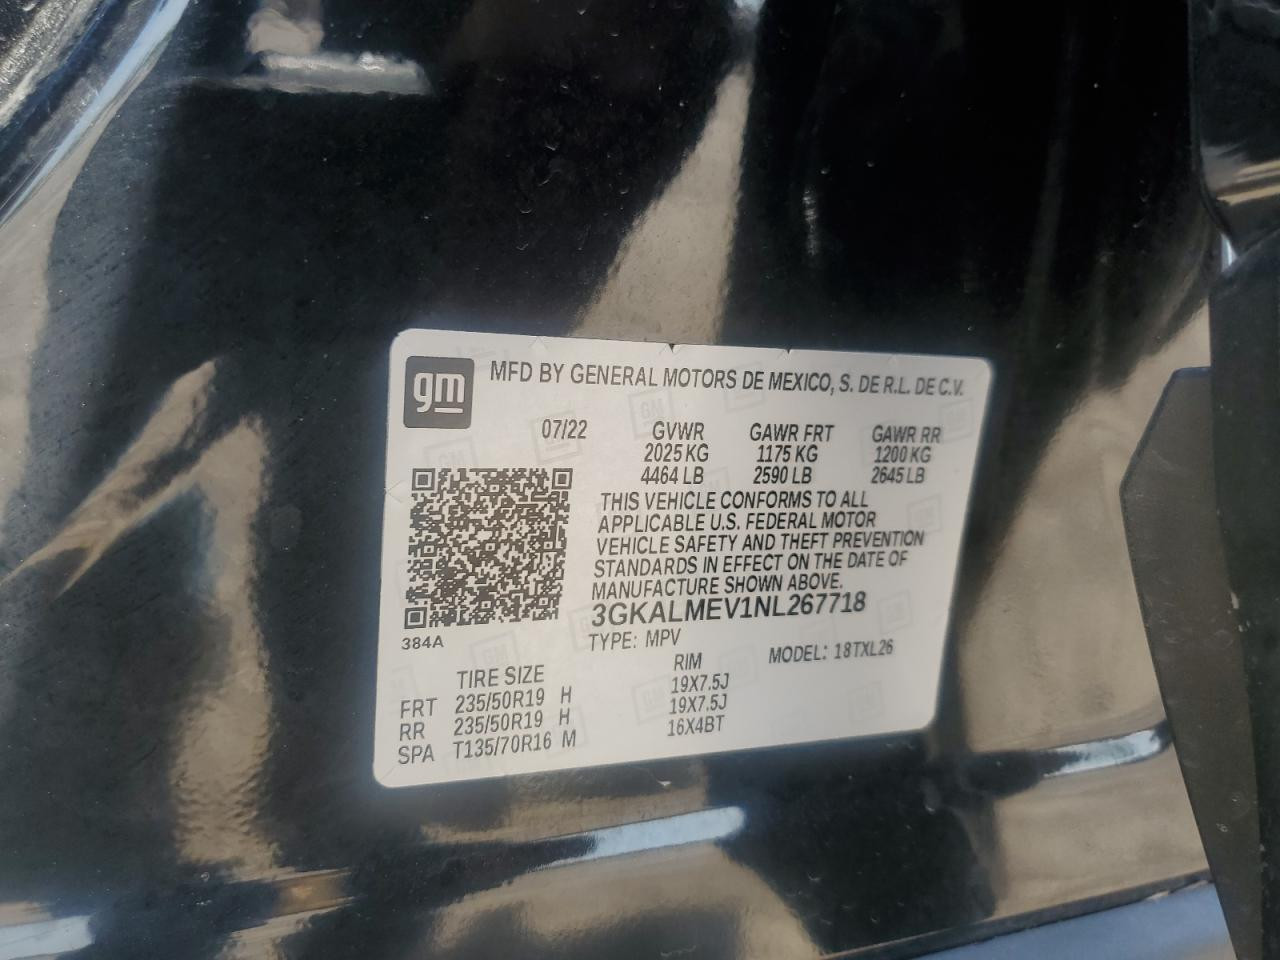 gm MFD BY GENERAL MOTORS DE MEXICO, S. DE R.L. DE C.V.
07/22 GVWR GAWR FRT GAWR RR
2025 KG 1175 KG 1200 KG
4464 LB 2590 LB 2645 LB
THIS VEHICLE CONFORMS TO ALL
APPLICABLE U.S. FEDERAL MOTOR
VEHICLE SAFETY AND THEFT PREVENTION
STANDARDS IN EFFECT ON THE DATE OF
MANUFACTURE SHOWN ABOVE.
3GKALMEV1NL267718
384A
TYPE: MPV MODEL: 18TXL26
TIRE SIZE RIM
FRT 235/50R19 H 19X7.5J
RR 235/50R19 H 19X7.5J
SPA T135/70R16 M 16X4BT